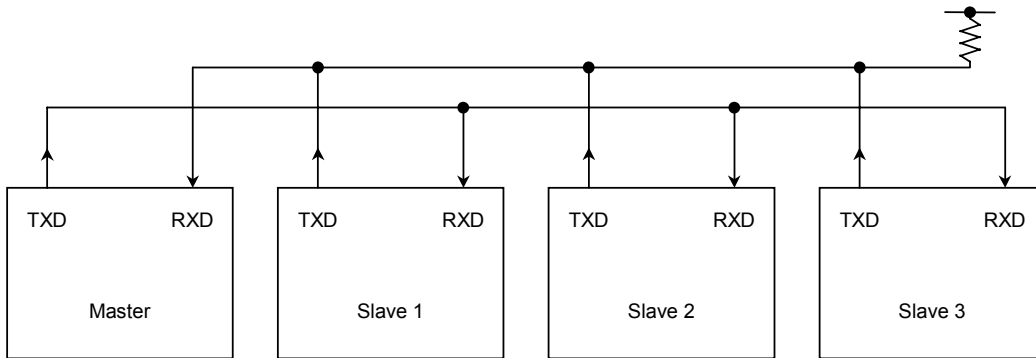 TXD RXD TXD RXD TXD RXD TXD RXD
Master Slave 1 Slave 2 Slave 3